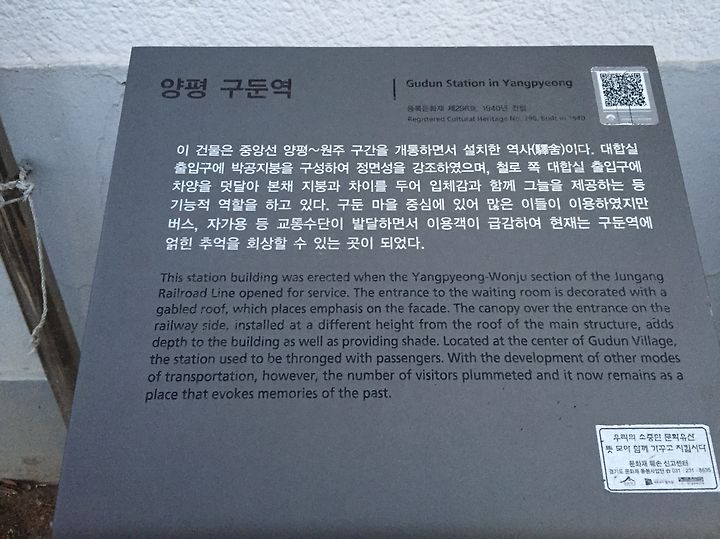 양평 구둔역
Gudun Station in Yangpyeong
등록문화재 제296호, 1940년 건립
Registered Cultural Heritage No. 296, Built in 1940
이 건물은 중앙선 양평~원주 구간을 개통하면서 설치한 역사(驛舍)이다. 대합실
출입구에 박공지붕을 구성하여 정면성을 강조하였으며, 철로 쪽 대합실 출입구에
차양을 덧달아 본채 지붕과 차이를 두어 입체감과 함께 그늘을 제공하는 등
기능적 역할을 하고 있다. 구둔 마을 중심에 있어 많은 이들이 이용하였지만
버스, 자가용 등 교통수단이 발달하면서 이용객이 급감하여 현재는 구둔역에
얽힌 추억을 회상할 수 있는 곳이 되었다.
This station building was erected when the Yangpyeong-Wonju section of the Jungang
Railroad Line opened for service. The entrance to the waiting room is decorated with a
gabled roof, which places emphasis on the facade. The canopy over the entrance on the
railway side, installed at a different height from the roof of the main structure, adds
depth to the building as well as providing shade. Located at the center of Gudun Village,
the station used to be thronged with passengers. With the development of other modes
of transportation, however, the number of visitors plummeted and it now remains as a
place that evokes memories of the past.
우리의 소중한 문화유산
뜻 모아 함께 가꾸고 지킵시다
문화재 훼손 신고센터
경기도 문화재 돌봄사업단 ☎ 031 - 231 - 8635